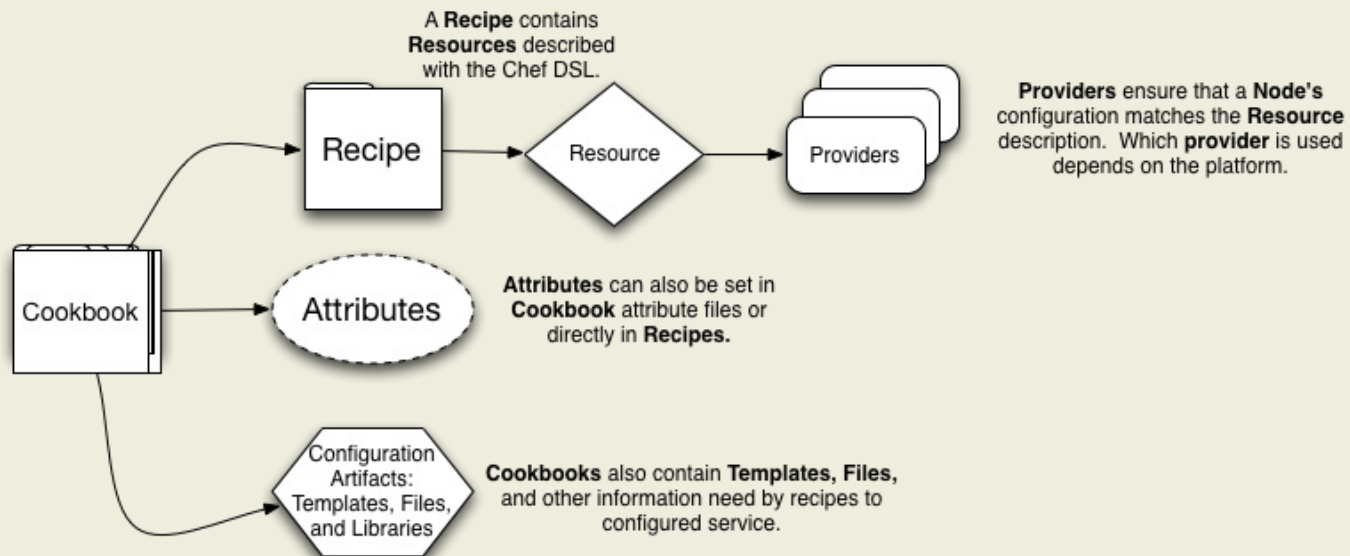 A Recipe contains
Resources described
with the Chef DSL.
Recipe
Resource
Providers
Providers ensure that a Node's
configuration matches the Resource
description. Which provider is used
depends on the platform.
Cookbook
Attributes
Attributes can also be set in
Cookbook attribute files or
directly in Recipes.
Configuration
Artifacts:
Templates, Files,
and Libraries
Cookbooks also contain Templates, Files,
and other information need by recipes to
configured service.